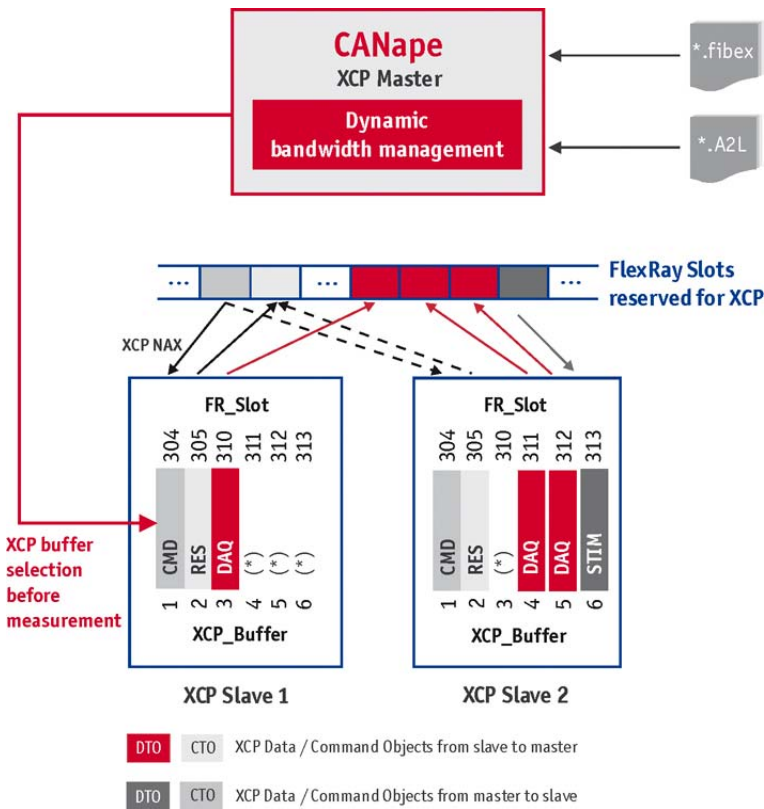 CANape
XCP Master
Dynamic
bandwidth management
*.fibex
*.A2L
... ... ...
FlexRay Slots
reserved for XCP
XCP NAX
FR_Slot
304 305 310 311 312 313
CMD RES DAQ (*) (*) (*)
1 2 3 4 5 6
XCP_Buffer
XCP Slave 1
FR_Slot
304 305 310 311 312 313
CMD RES (*) DAQ DAQ STIM
1 2 3 4 5 6
XCP_Buffer
XCP Slave 2
XCP buffer
selection
before
measurement
DTO CTO XCP Data / Command Objects from slave to master
DTO CTO XCP Data / Command Objects from master to slave